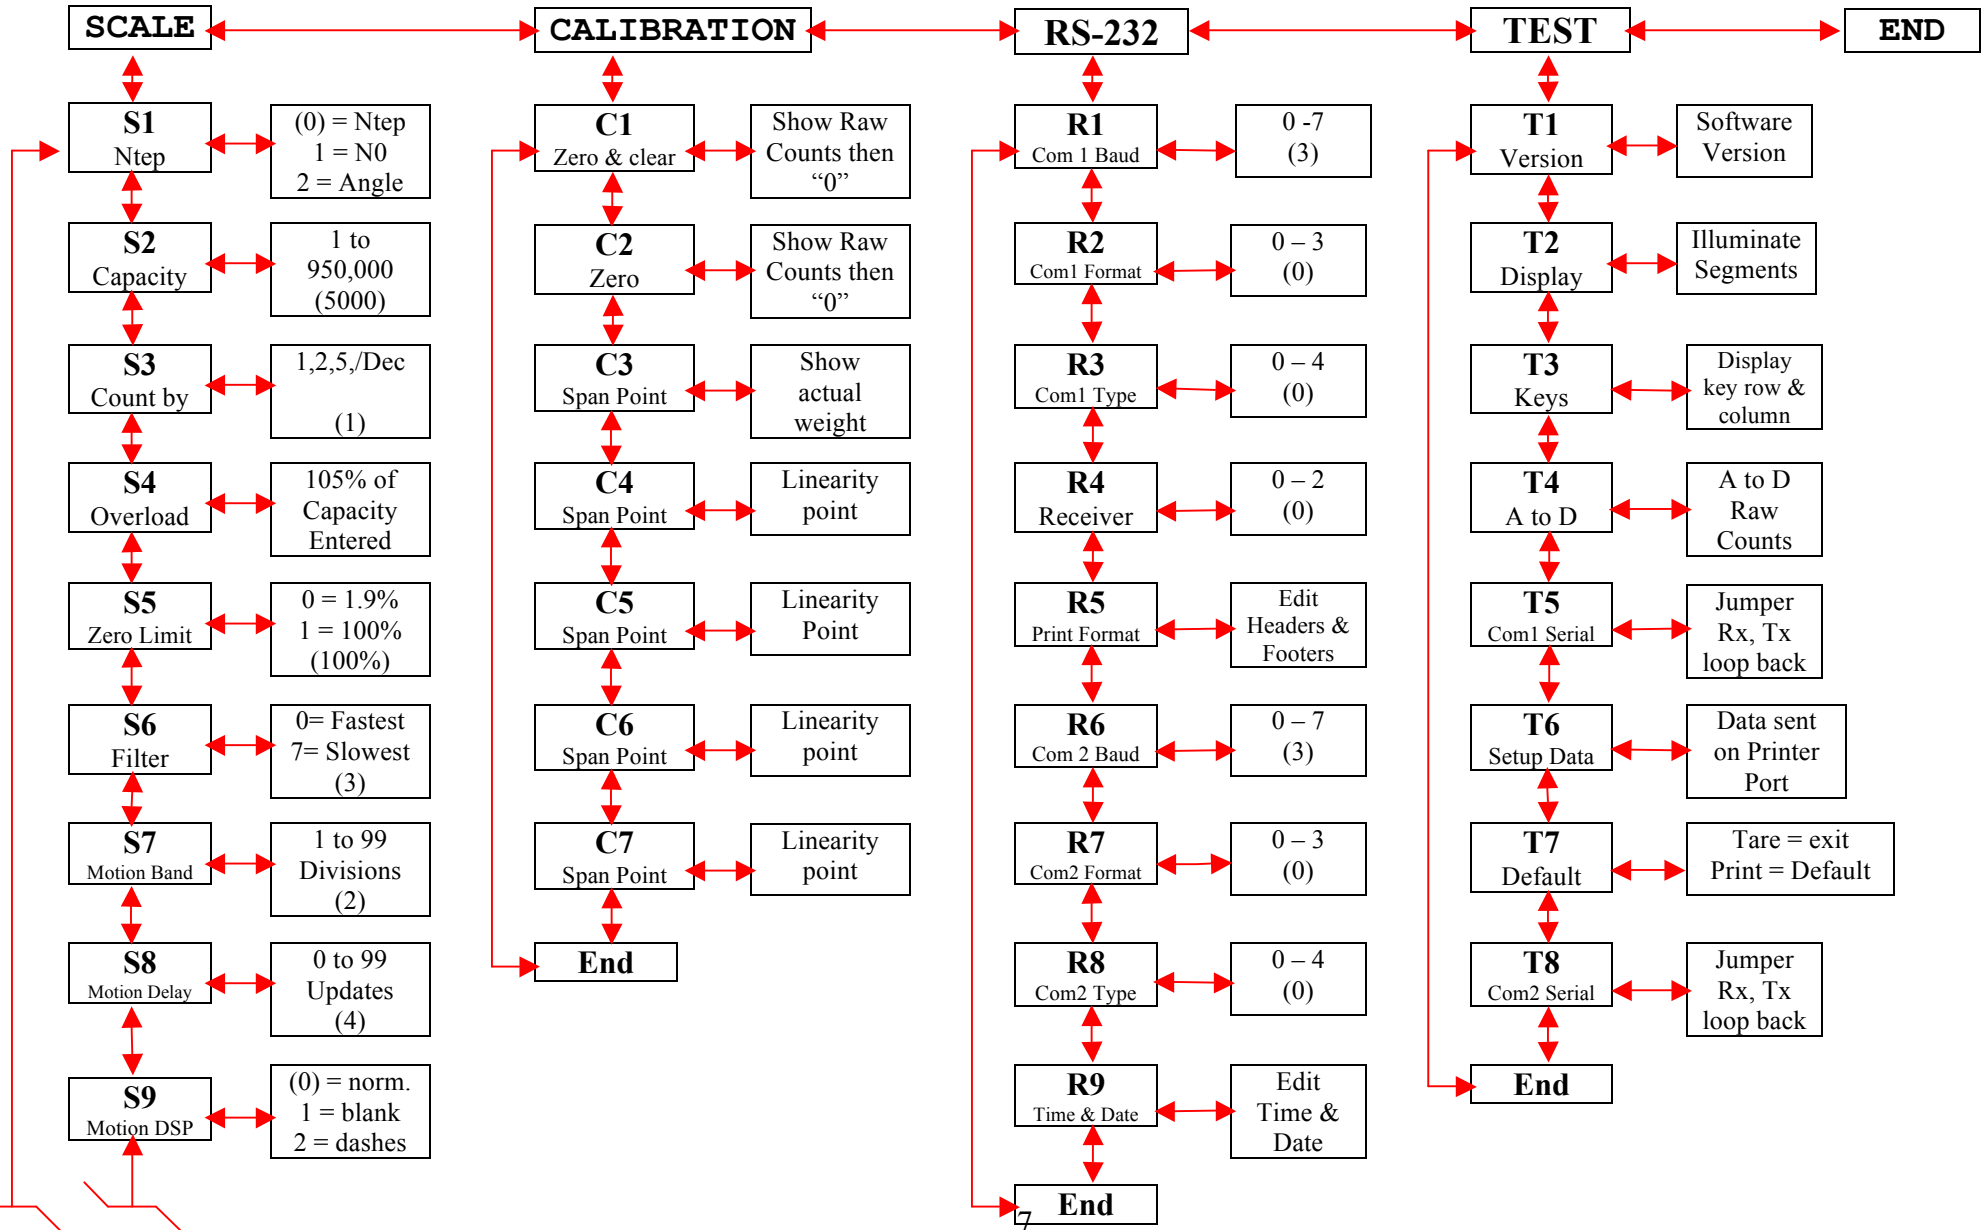 SCALE
CALIBRATION
RS-232
TEST
END
S1
Ntep
(0) = Ntep
1 = N0
2 = Angle
S2
Capacity
1 to
950,000
(5000)
S3
Count by
1,2,5,/Dec
(1)
S4
Overload
105% of
Capacity
Entered
S5
Zero Limit
0 = 1.9%
1 = 100%
(100%)
S6
Filter
0= Fastest
7= Slowest
(3)
S7
Motion Band
1 to 99
Divisions
(2)
S8
Motion Delay
0 to 99
Updates
(4)
S9
Motion DSP
(0) = norm.
1 = blank
2 = dashes
C1
Zero & clear
Show Raw
Counts then
“0”
C2
Zero
Show Raw
Counts then
“0”
C3
Span Point
Show
actual
weight
C4
Span Point
Linearity
point
C5
Span Point
Linearity
Point
C6
Span Point
Linearity
point
C7
Span Point
Linearity
point
End
R1
Com 1 Baud
0 -7
(3)
R2
Com1 Format
0 – 3
(0)
R3
Com1 Type
0 – 4
(0)
R4
Receiver
0 – 2
(0)
R5
Print Format
Edit
Headers &
Footers
R6
Com 2 Baud
0 – 7
(3)
R7
Com2 Format
0 – 3
(0)
R8
Com2 Type
0 – 4
(0)
R9
Time & Date
Edit
Time &
Date
End
7
T1
Version
Software
Version
T2
Display
Illuminate
Segments
T3
Keys
Display
key row &
column
T4
A to D
A to D
Raw
Counts
T5
Com1 Serial
Jumper
Rx, Tx
loop back
T6
Setup Data
Data sent
on Printer
Port
T7
Default
Tare = exit
Print = Default
T8
Com2 Serial
Jumper
Rx, Tx
loop back
End